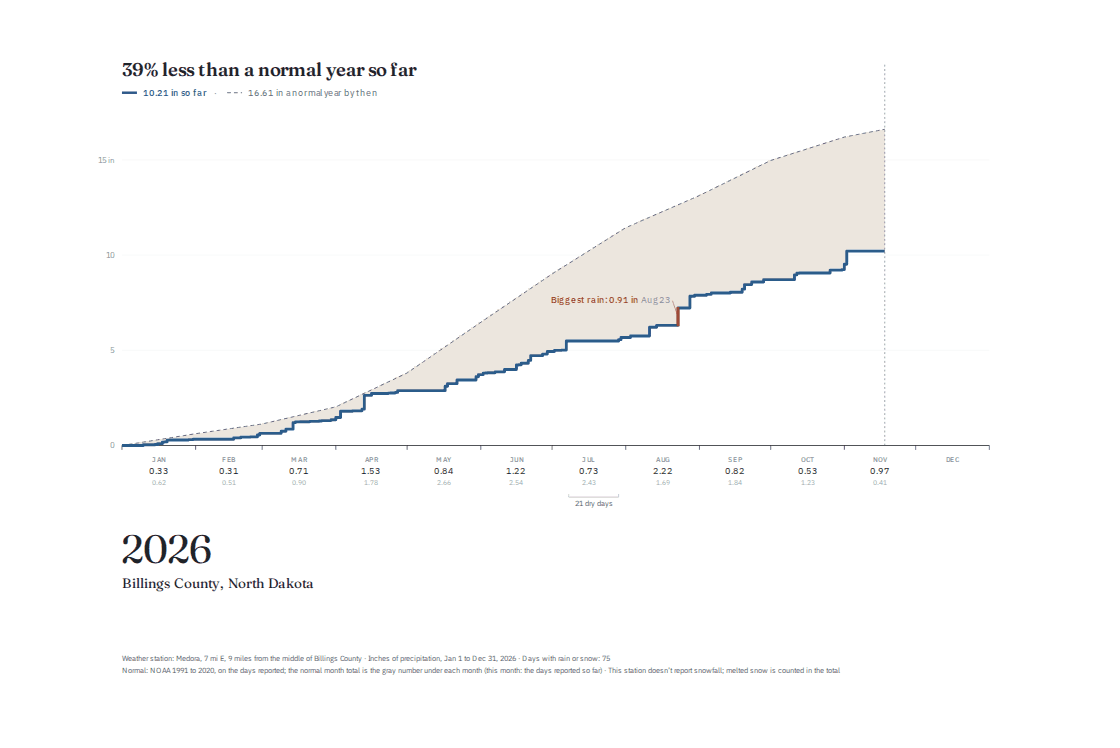 39% less than a normal year so far
10.21 in so far · 16.61 in a normal year by then
15 in
10
Biggest rain: 0.91 in Aug 23
5
0
JAN FEB MAR APR MAY JUN JUL AUG SEP OCT NOV DEC
0.33 0.31 0.71 1.53 0.84 1.22 0.73 2.22 0.82 0.53 0.97
0.62 0.51 0.90 1.78 2.66 2.54 2.43 1.69 1.84 1.23 0.41
21 dry days
2026
Billings County, North Dakota
Weather station: Medora, 7 mi E, 9 miles from the middle of Billings County · Inches of precipitation, Jan 1 to Dec 31, 2026 · Days with rain or snow: 75
Normal: NOAA 1991 to 2020, on the days reported; the normal month total is the gray number under each month (this month: the days reported so far) · This station doesn't report snowfall; melted snow is counted in the total